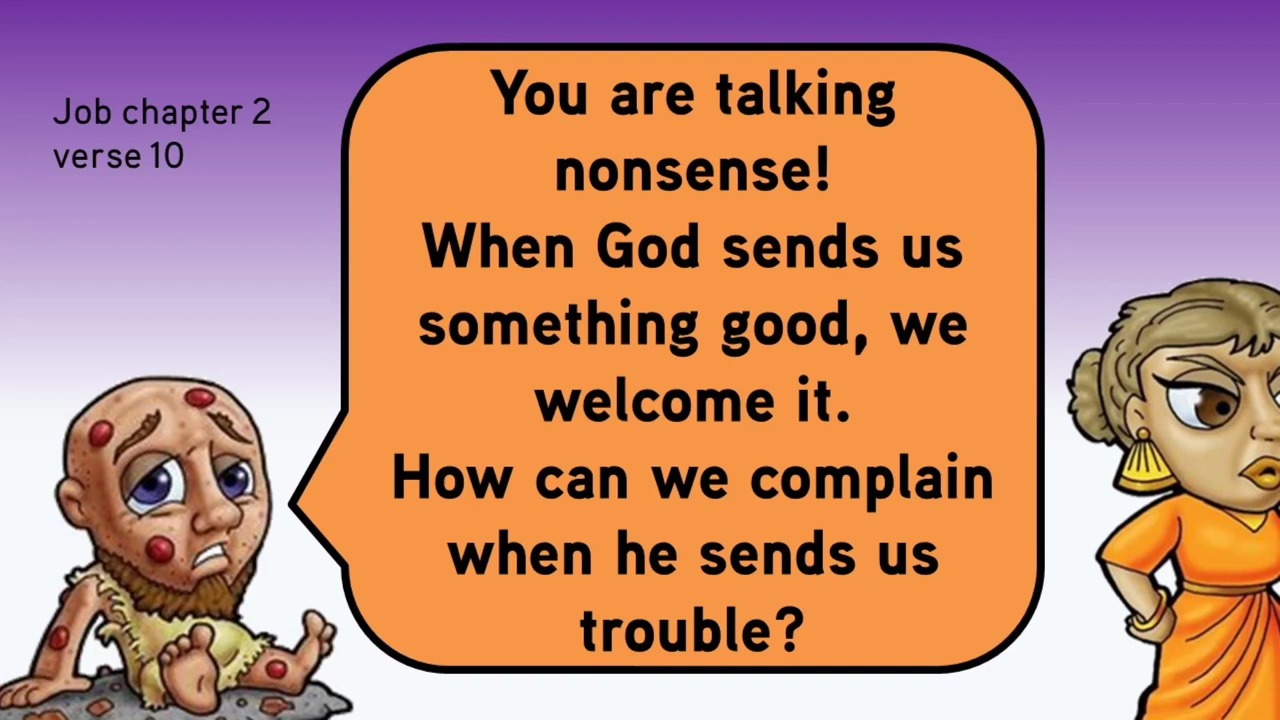 Job chapter 2
verse 10
You are talking
nonsense!
When God sends us
something good, we
welcome it.
How can we complain
when he sends us
trouble?